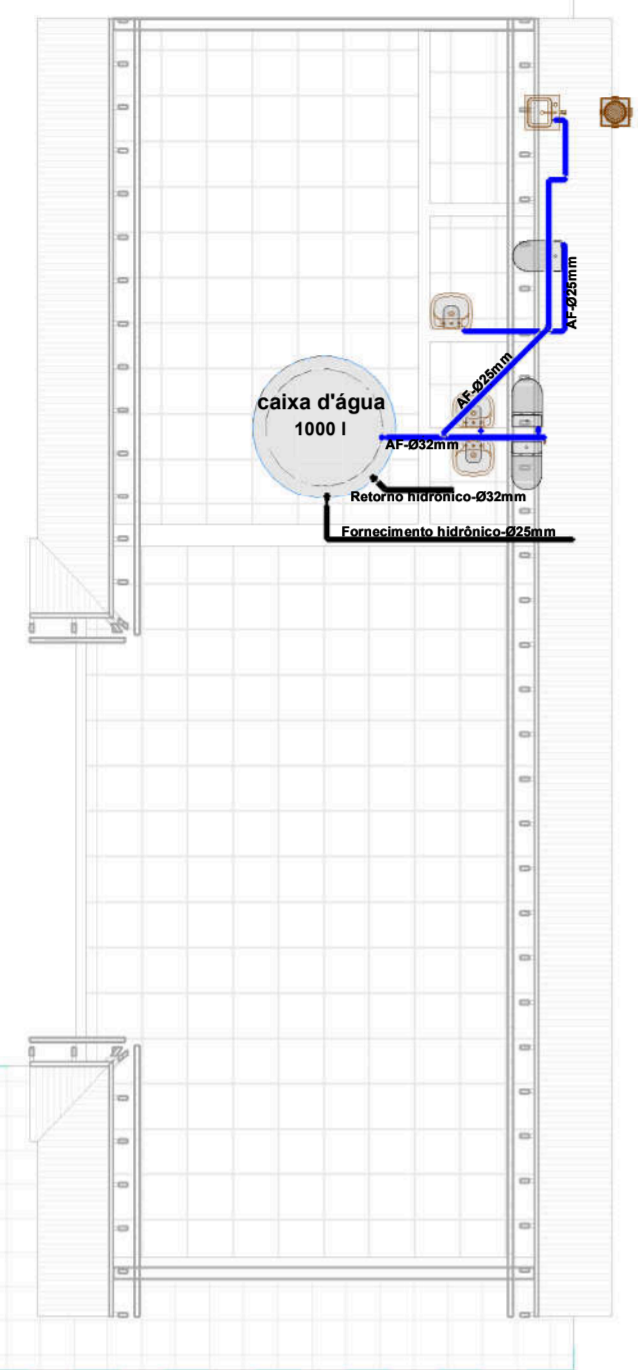 AF-Ø25mm
AF-Ø25mm
caixa d'água
1000 l
AF-Ø32mm
Retorno hidrônico-Ø32mm
Fornecimento hidrônico-Ø25mm